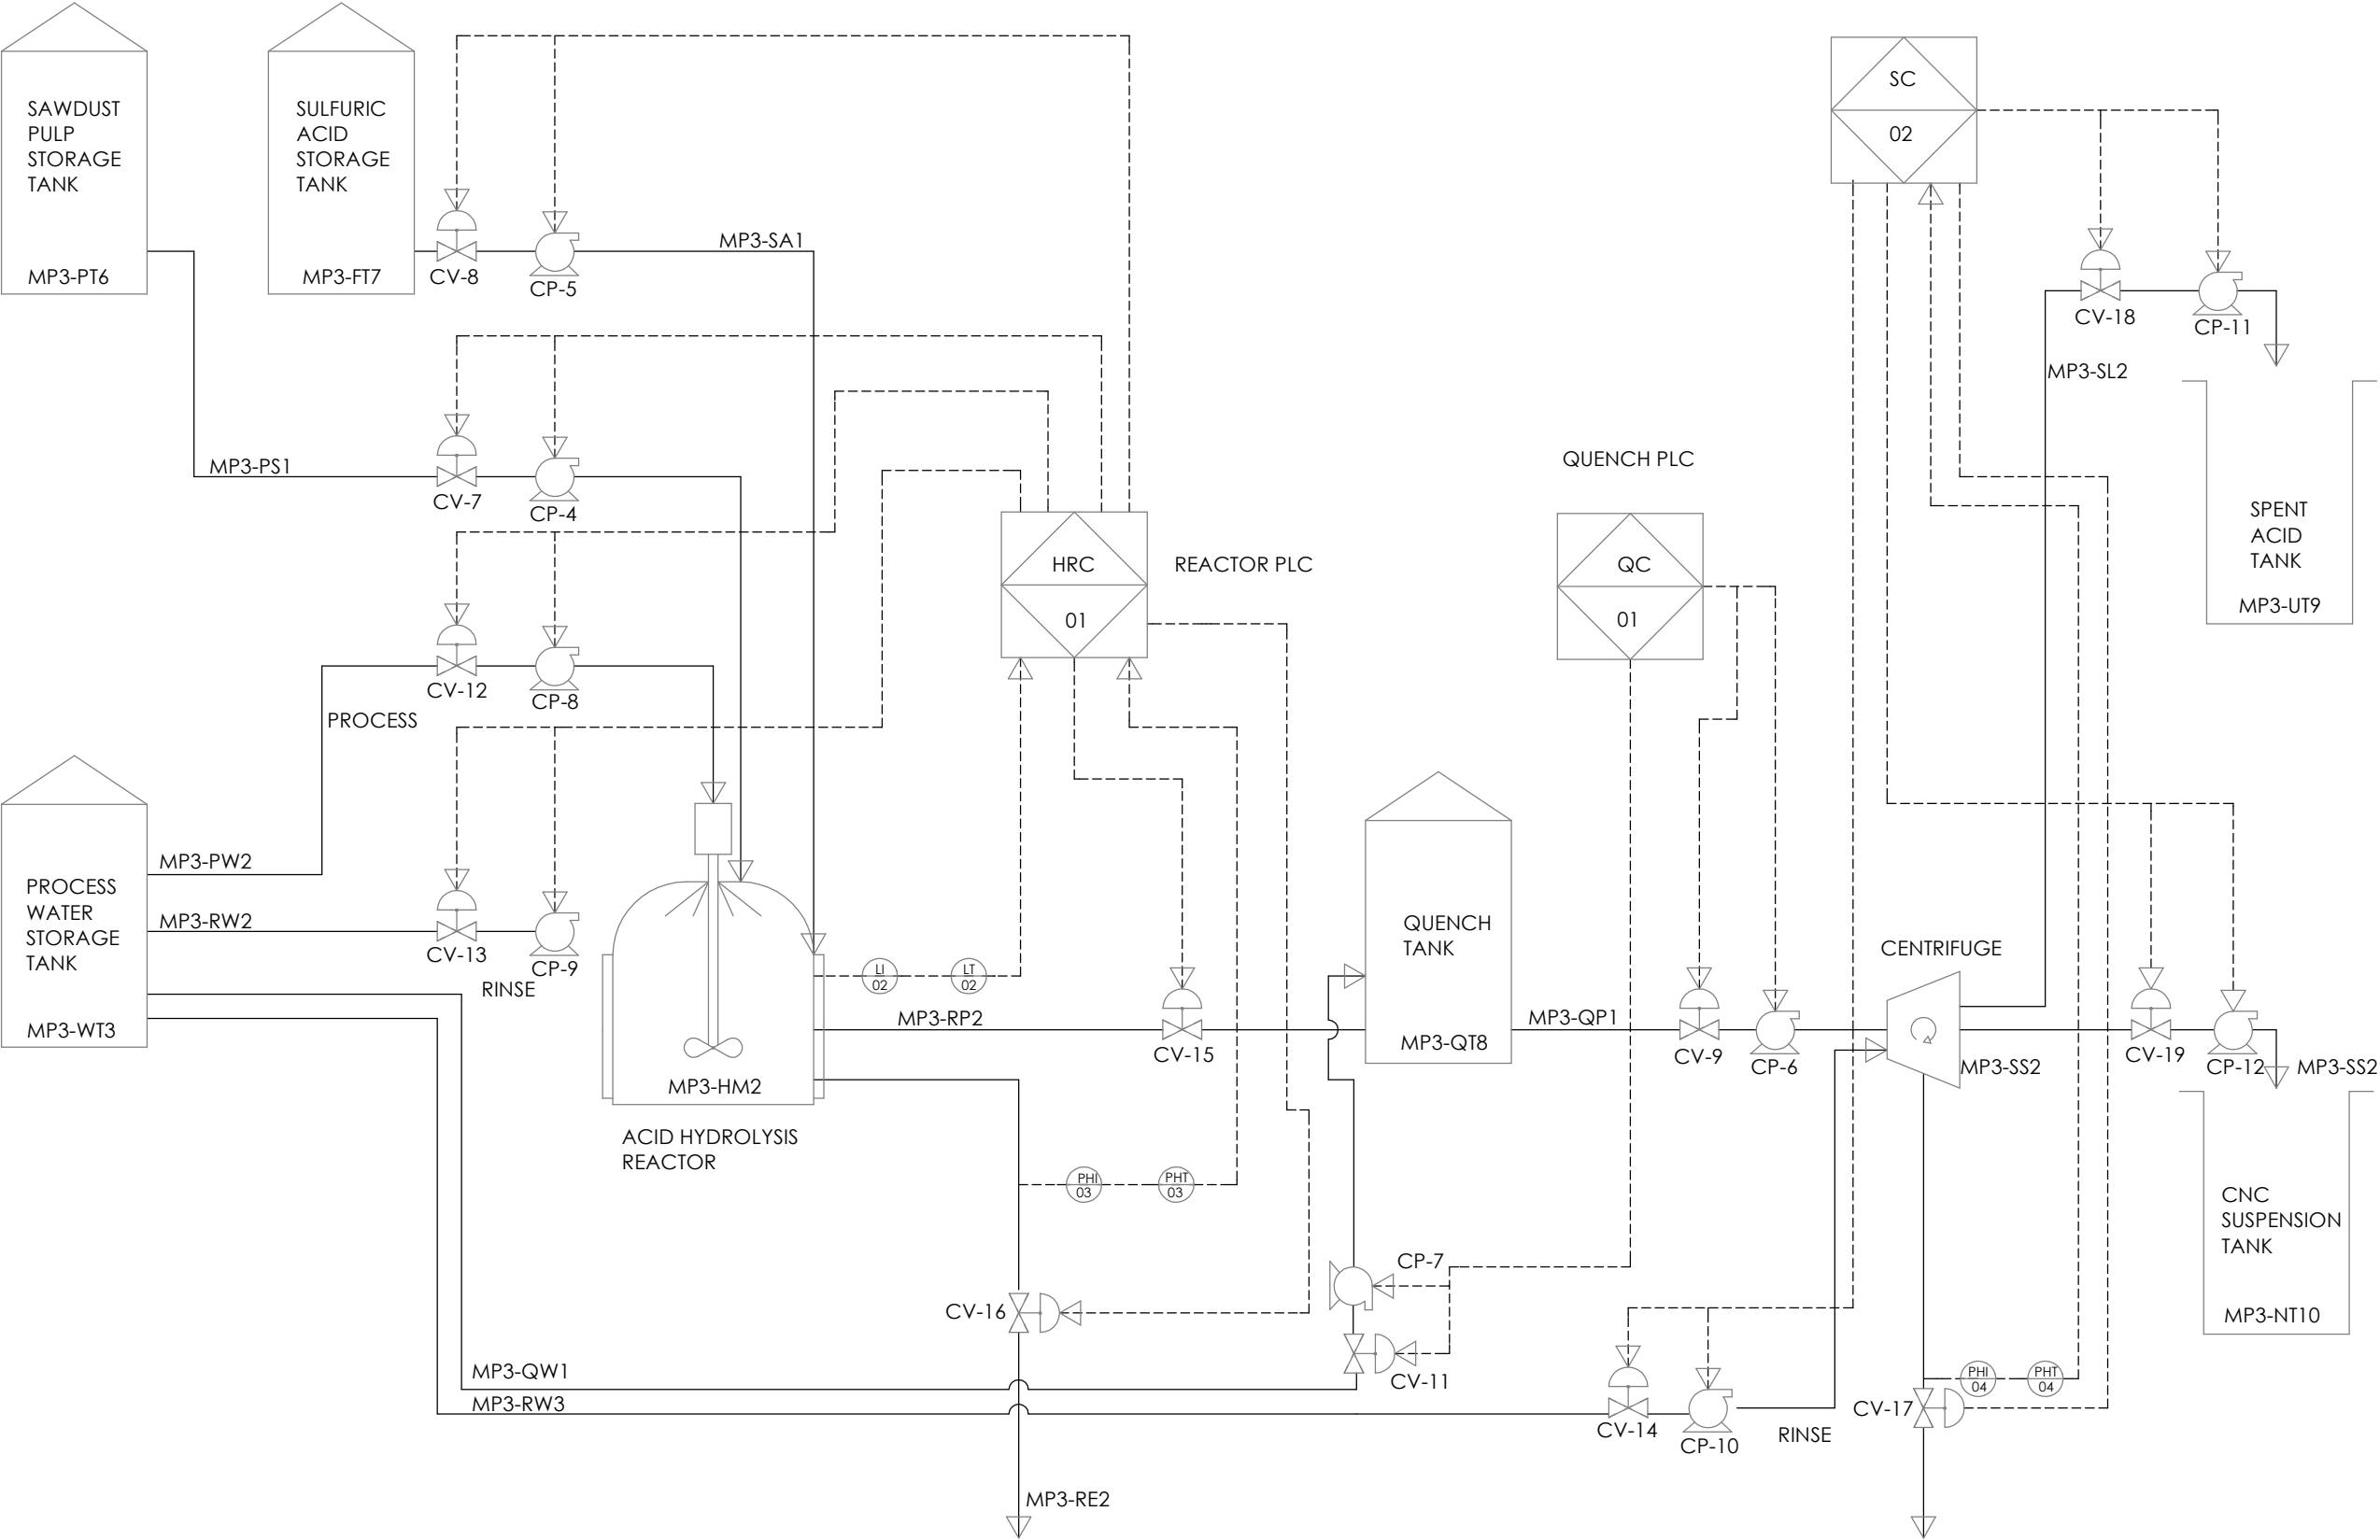 SAWDUST
PULP
STORAGE
TANK
MP3-PT6
SULFURIC
ACID
STORAGE
TANK
MP3-FT7
CV-8
CP-5
MP3-SA1
SC
02
CV-18
CP-11
MP3-SL2
MP3-PS1
CV-7
CP-4
QUENCH PLC
HRC
01
REACTOR PLC
QC
01
SPENT
ACID
TANK
MP3-UT9
CV-12
CP-8
PROCESS
MP3-PW2
PROCESS
WATER
STORAGE
TANK
MP3-WT3
MP3-RW2
CV-13
CP-9
RINSE
LI
02
LT
02
MP3-RP2
CV-15
MP3-HM2
ACID HYDROLYSIS
REACTOR
QUENCH
TANK
MP3-QT8
MP3-QP1
CV-9
CP-6
CENTRIFUGE
MP3-SS2
CV-19
CP-12
MP3-SS2
PHI
03
PHT
03
CNC
SUSPENSION
TANK
MP3-NT10
CP-7
CV-16
CV-11
MP3-QW1
MP3-RW3
CV-14
CP-10
RINSE
PHI
04
PHT
04
CV-17
MP3-RE2